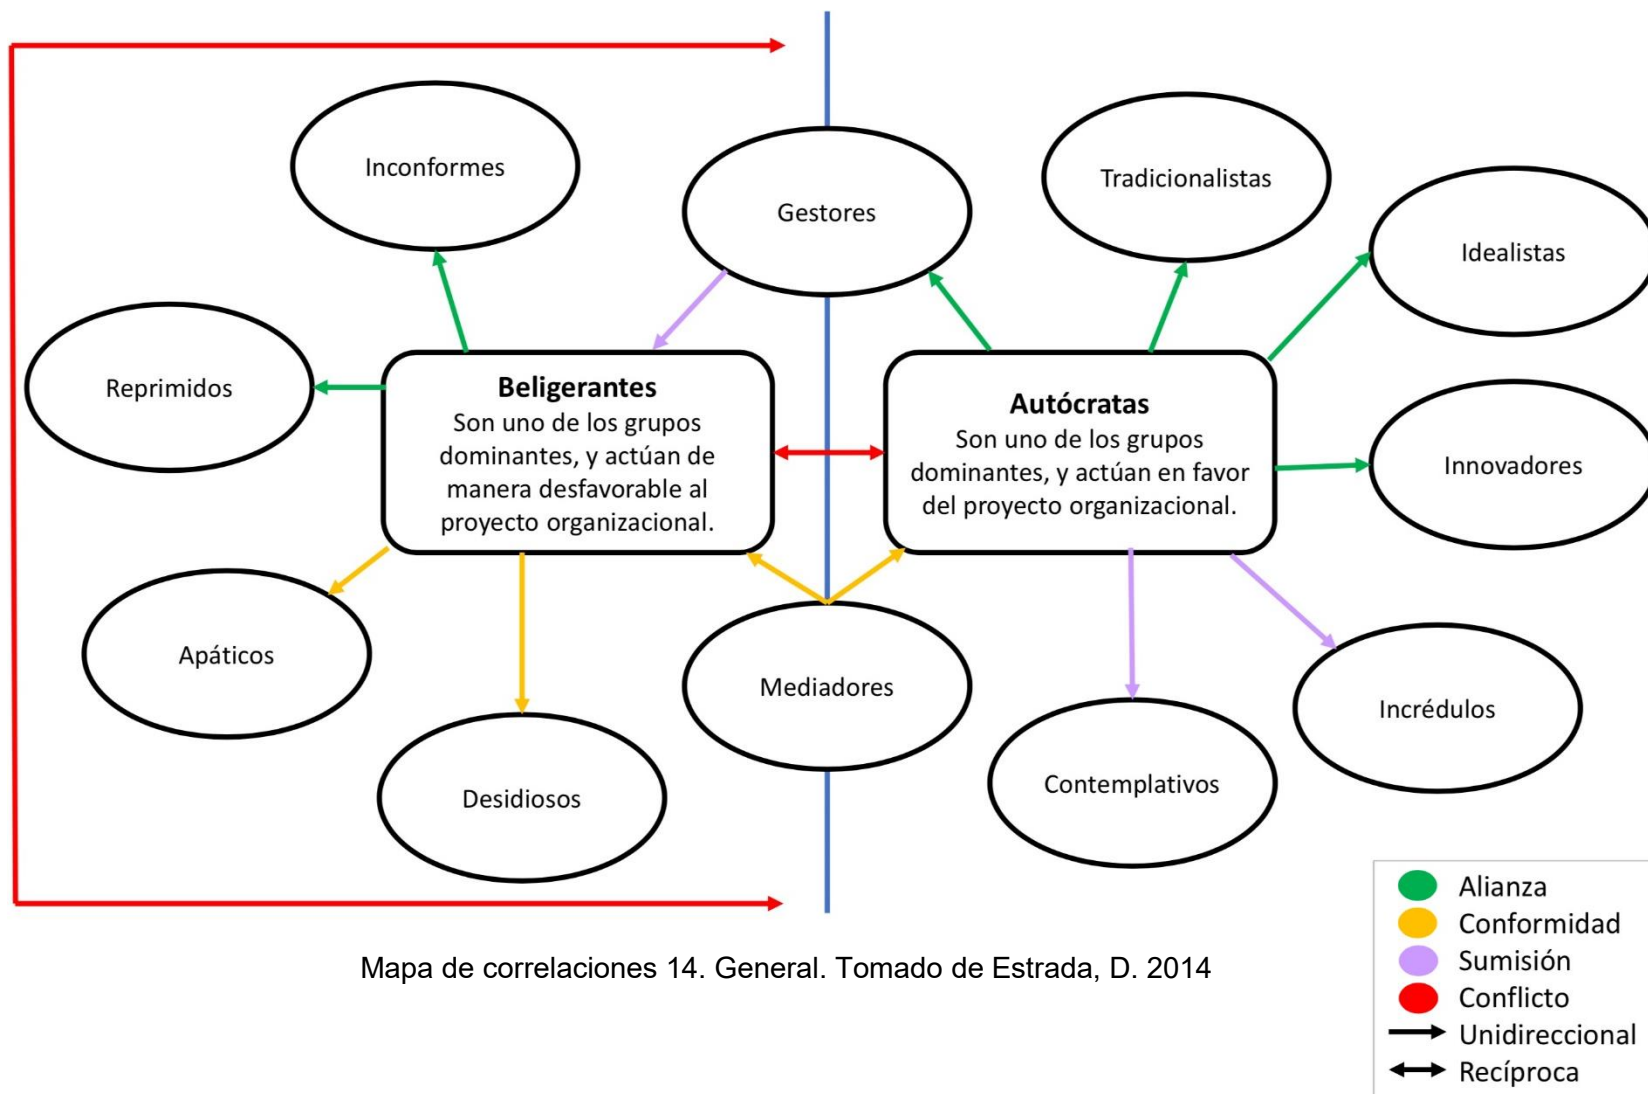 Inconformes
Gestores
Tradicionalistas
Idealistas
Reprimidos
Beligerantes
Son uno de los grupos
dominantes, y actúan de
manera desfavorable al
proyecto organizacional.
Autócratas
Son uno de los grupos
dominantes, y actúan en favor
del proyecto organizacional.
Innovadores
Apáticos
Mediadores
Desidiosos
Contemplativos
Incrédulos
Alianza
Conformidad
Sumisión
Conflicto
Unidireccional
Recíproca
Mapa de correlaciones 14. General. Tomado de Estrada, D. 2014